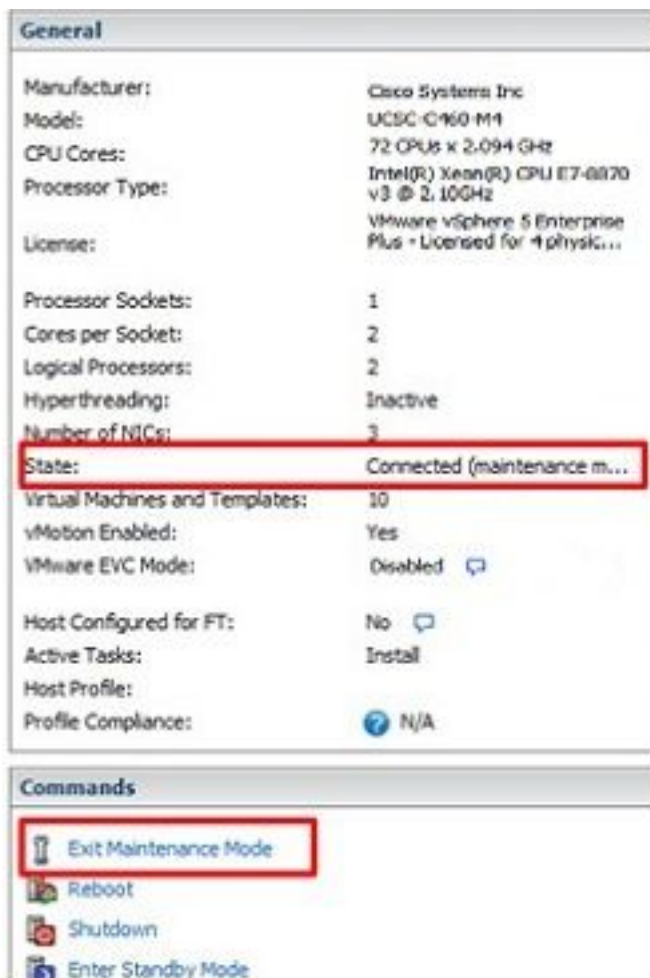 General
Manufacturer: Cisco Systems Inc
Model: UCSC-C460-M4
CPU Cores: 72 CPUs x 2.094 GHz
Processor Type: Intel(R) Xeon(R) CPU E7-8870
v3 @ 2.10GHz
License: VMware vSphere 5 Enterprise
Plus - Licensed for 4 physic...
Processor Sockets: 1
Cores per Socket: 2
Logical Processors: 2
Hyperthreading: Inactive
Number of NICs: 3
State: Connected (maintenance m...
Virtual Machines and Templates: 10
vMotion Enabled: Yes
VMware EVC Mode: Disabled
Host Configured for FT: No
Active Tasks: Install
Host Profile:
Profile Compliance: N/A
Commands
Exit Maintenance Mode
Reboot
Shutdown
Enter Standby Mode